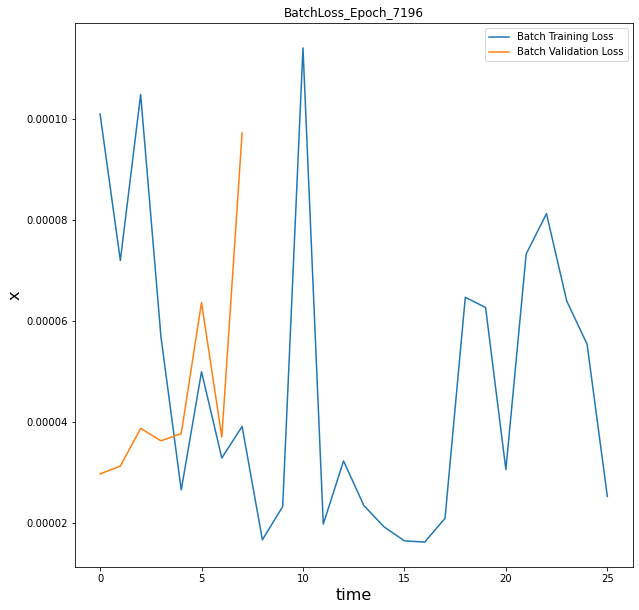 BatchLoss_Epoch_7196
Batch Training Loss
Batch Validation Loss
0.00010
0.00008
0.00006
0.00004
0.00002
x
0 5 10 15 20 25
time